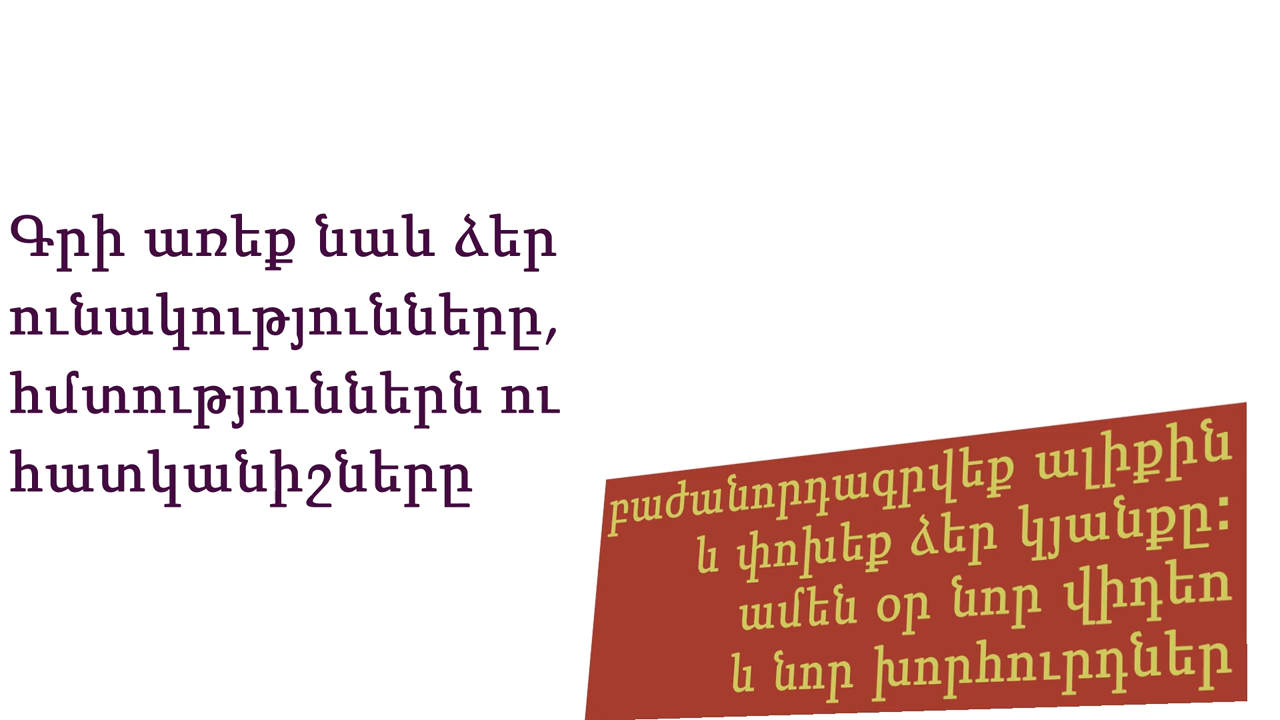 Գրի առեք նաև ձեր
ունակությունները,
հմտություններն ու
հատկանիշները
բաժանորդագրվեք ալիքին
և փոխեք ձեր կյանքը:
ամեն օր նոր վիդեո
և նոր խորհուրդներ